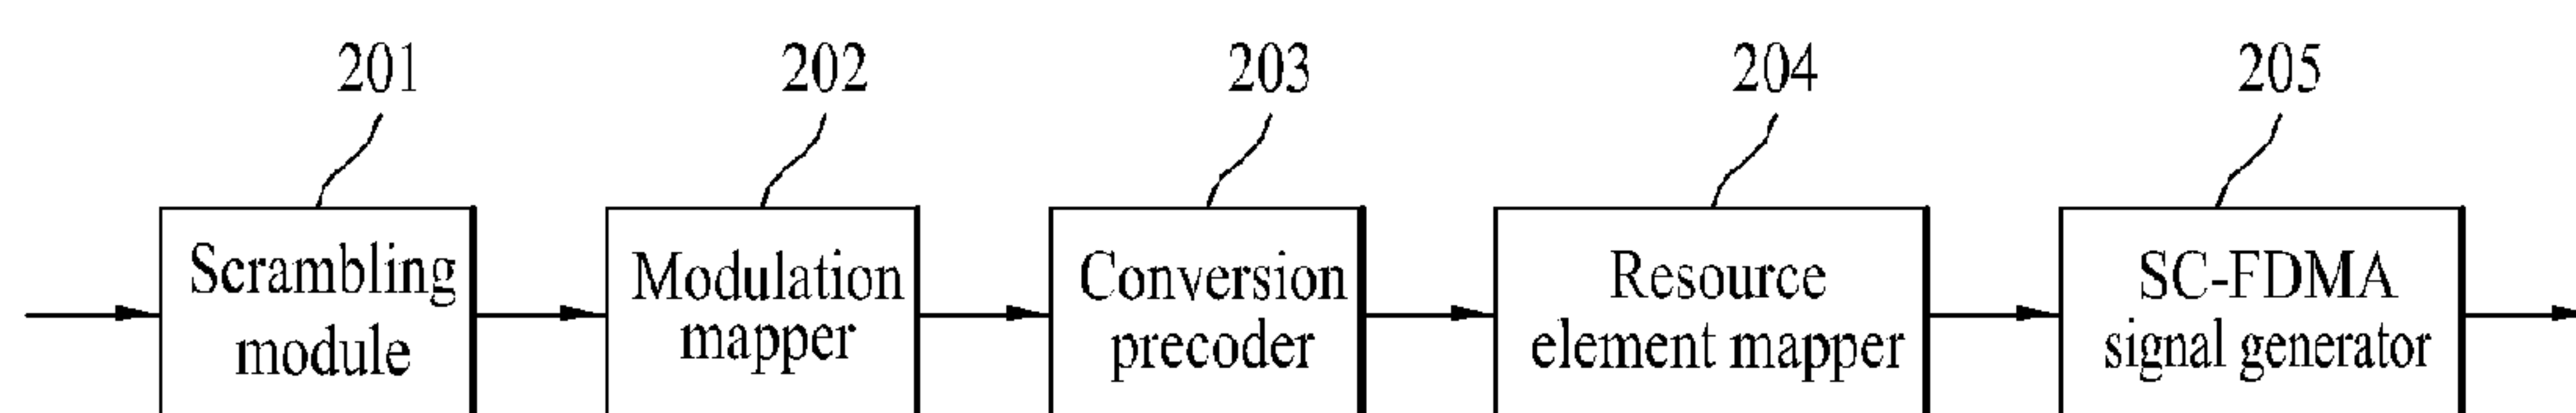 201
202
203
204
205
Scrambling
module
Modulation
mapper
Conversion
precoder
Resource
element mapper
SC-FDMA
signal generator